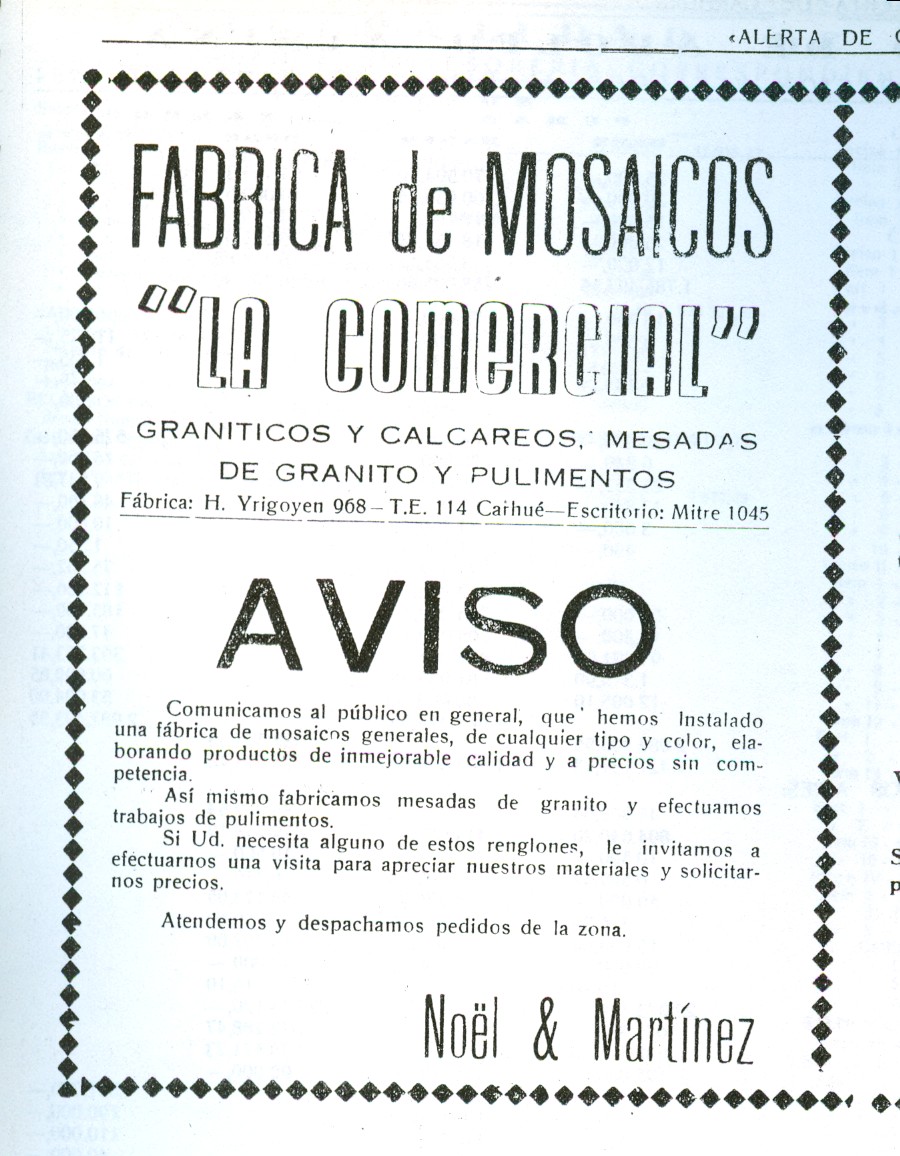 «ALERTA DE
FABRICA de MOSAICOS
"LA COMERCIAL"
GRANITICOS Y CALCAREOS, MESADAS
DE GRANITO Y PULIMENTOS
Fábrica: H. Yrigoyen 968 – T.E. 114 Carhué—Escritorio: Mitre 1045
AVISO
Comunicamos al público en general, que hemos Instalado
una fábrica de mosaicos generales, de cualquier tipo y color, ela-
borando productos de inmejorable calidad y a precios sin com-
petencia.
Así mismo fabricamos mesadas de granito y efectuamos
trabajos de pulimentos.
Si Ud. necesita alguno de estos renglones, le invitamos a
efectuarnos una visita para apreciar nuestros materiales y solicitar-
nos precios.
Atendemos y despachamos pedidos de la zona.
Noël & Martínez